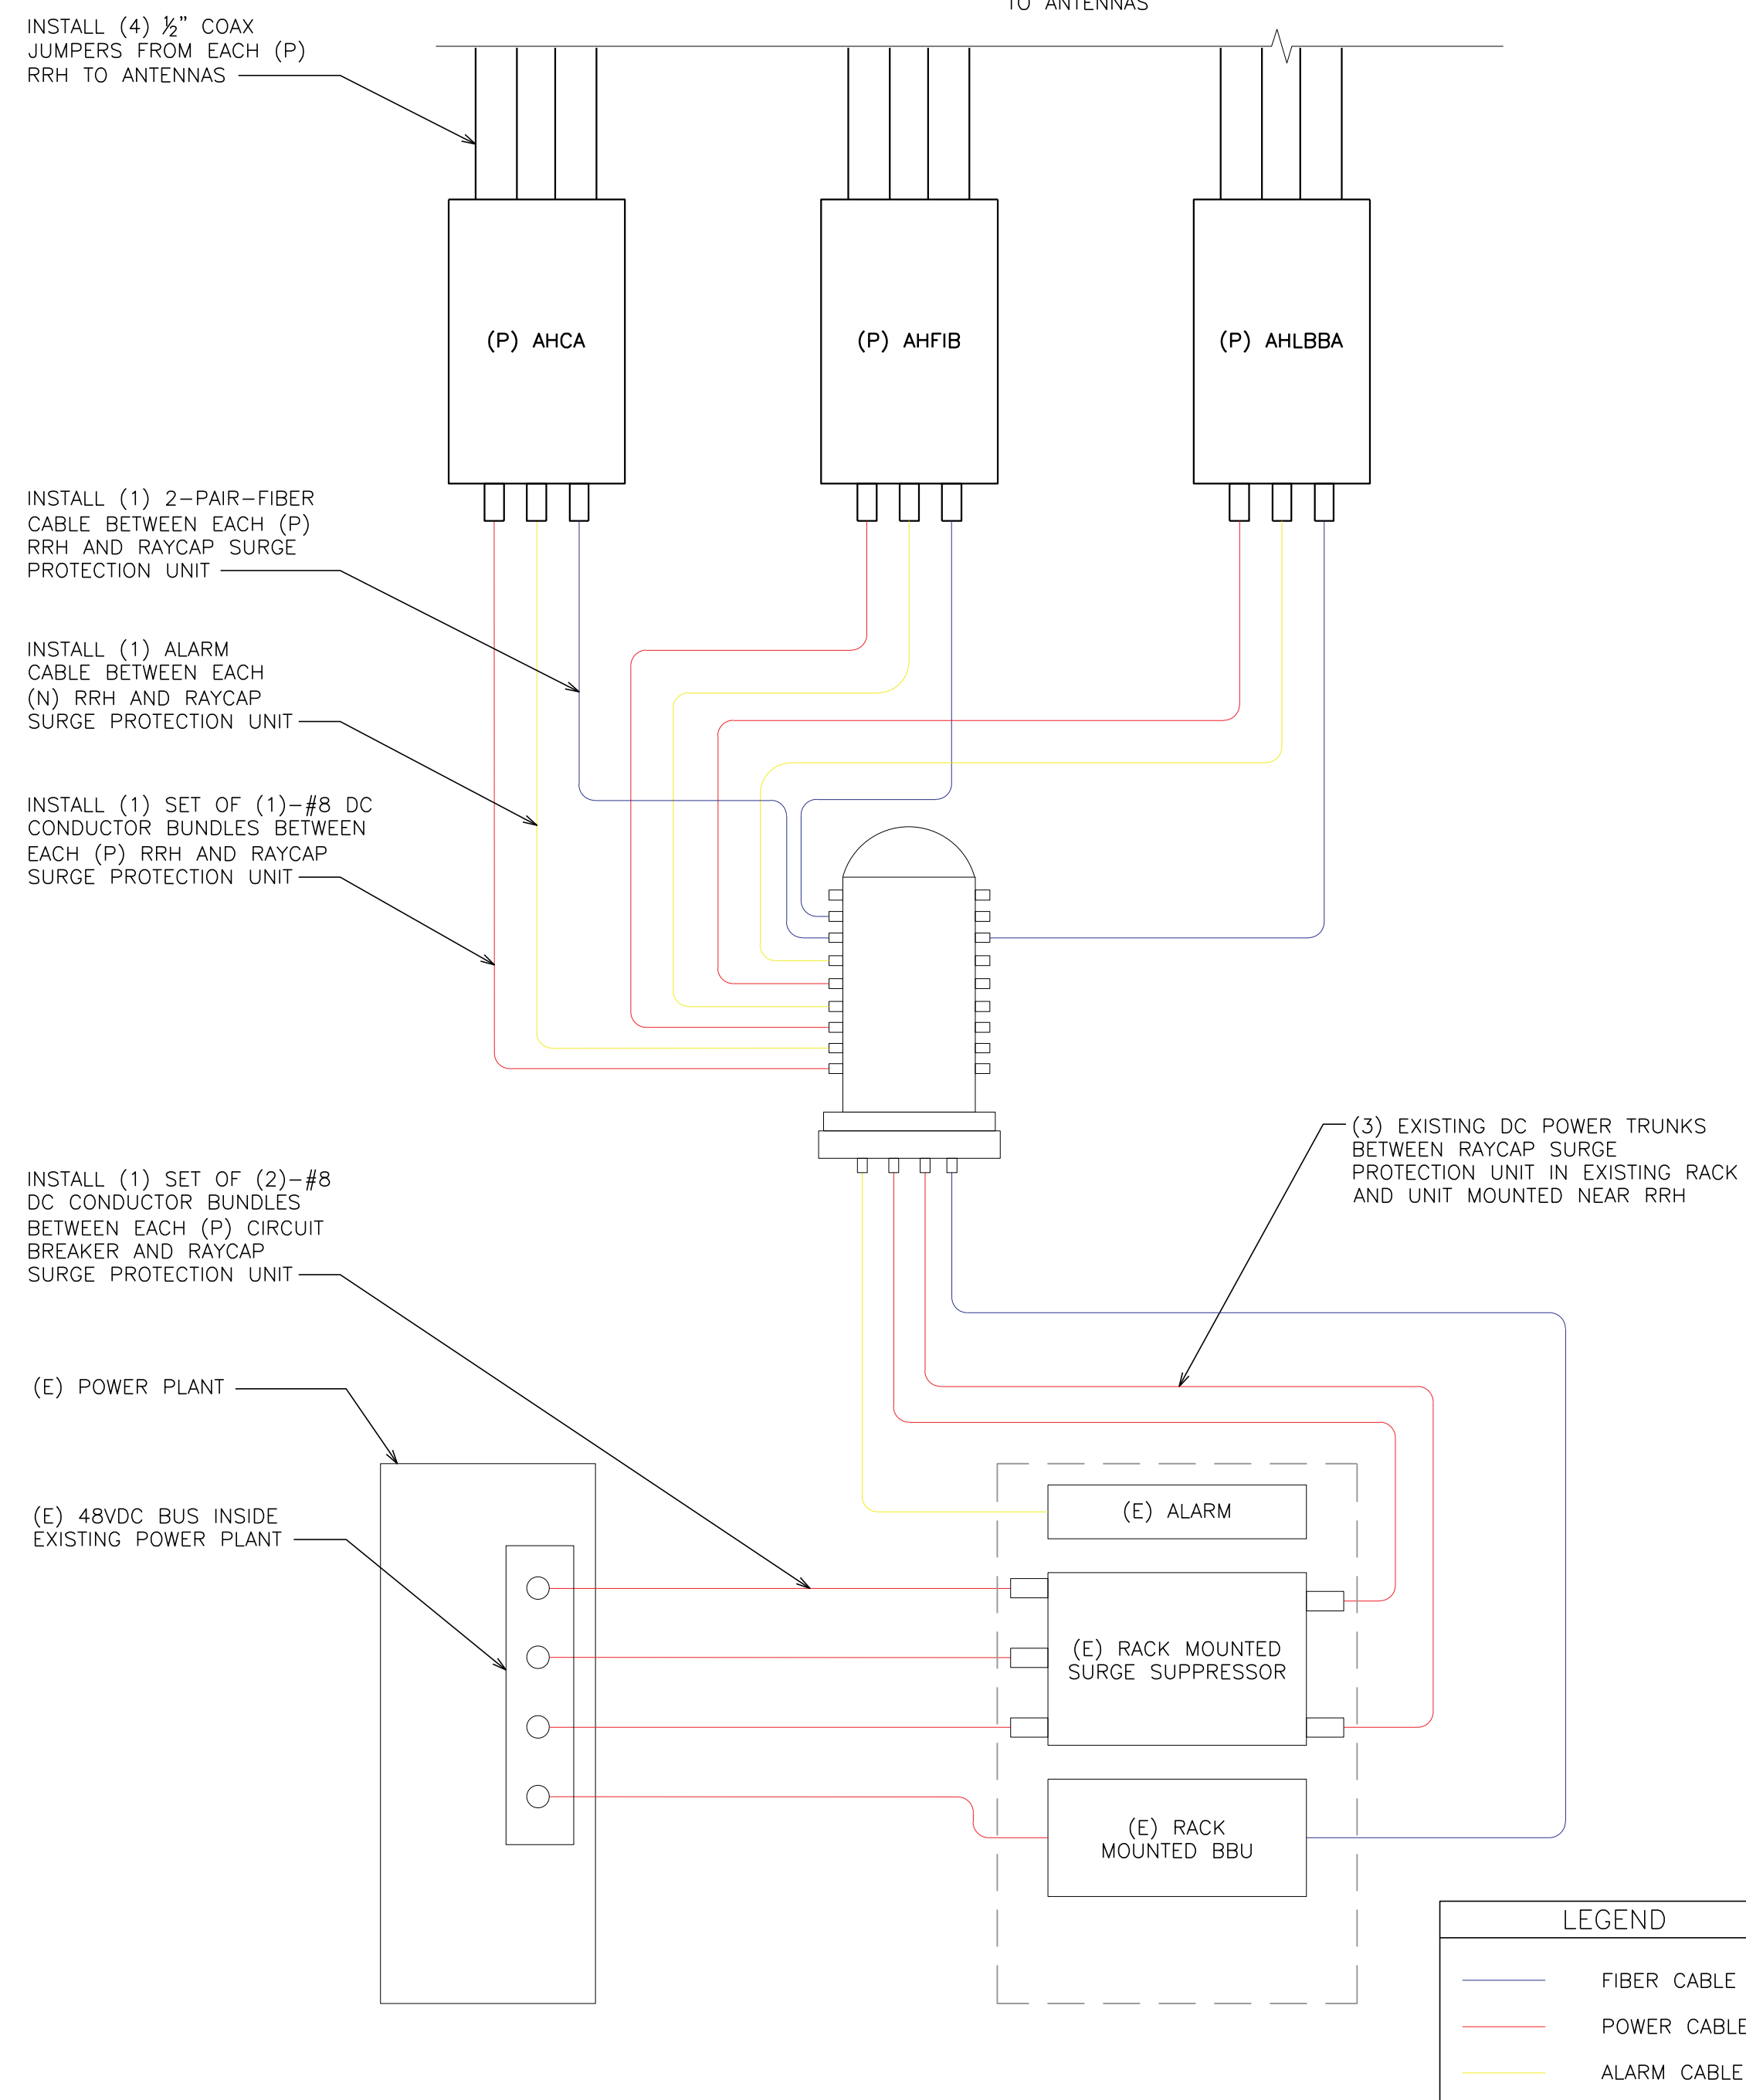 TO ANTENNAS
INSTALL (4) ½" COAX
JUMPERS FROM EACH (P)
RRH TO ANTENNAS
(P) AHCA
(P) AHFIB
(P) AHLBBA
INSTALL (1) 2-PAIR-FIBER
CABLE BETWEEN EACH (P)
RRH AND RAYCAP SURGE
PROTECTION UNIT
INSTALL (1) ALARM
CABLE BETWEEN EACH
(N) RRH AND RAYCAP
SURGE PROTECTION UNIT
INSTALL (1) SET OF (1)-#8 DC
CONDUCTOR BUNDLES BETWEEN
EACH (P) RRH AND RAYCAP
SURGE PROTECTION UNIT
(3) EXISTING DC POWER TRUNKS
BETWEEN RAYCAP SURGE
PROTECTION UNIT IN EXISTING RACK
AND UNIT MOUNTED NEAR RRH
INSTALL (1) SET OF (2)-#8
DC CONDUCTOR BUNDLES
BETWEEN EACH (P) CIRCUIT
BREAKER AND RAYCAP
SURGE PROTECTION UNIT
(E) POWER PLANT
(E) 48VDC BUS INSIDE
EXISTING POWER PLANT
(E) ALARM
(E) RACK MOUNTED
SURGE SUPPRESSOR
(E) RACK
MOUNTED BBU
LEGEND
FIBER CABLE
POWER CABLE
ALARM CABLE